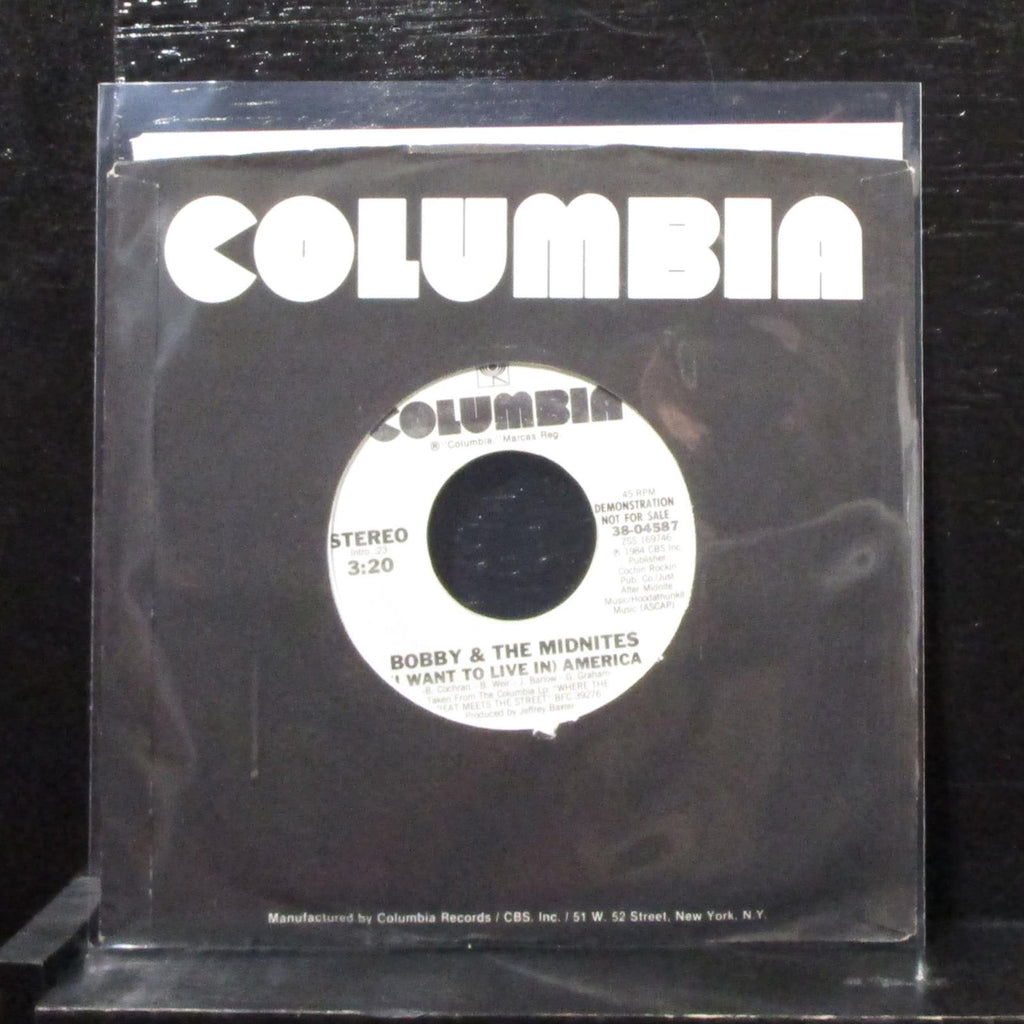 COLUMBIA
COLUMBIA
® "Columbia," Marcas Reg.
45 RPM
DEMONSTRATION
NOT FOR SALE
38-04587
ZSS 169746
℗ 1984 CBS Inc.
Publisher
Cochin Rockin
Pub. Co./Just
After Midnite
Music/Hoodathunkit
Music (ASCAP)
STEREO
Intro :23
3:20
BOBBY & THE MIDNITES
I WANT TO LIVE IN) AMERICA
-B. Cochran - B. Weir - J. Barlow - G. Graham-
Taken From The Columbia Lp: "WHERE THE
EAT MEETS THE STREET" BFC 39276
Produced by Jeffrey Baxter
Manufactured by Columbia Records / CBS, Inc. / 51 W. 52 Street, New York, N.Y.